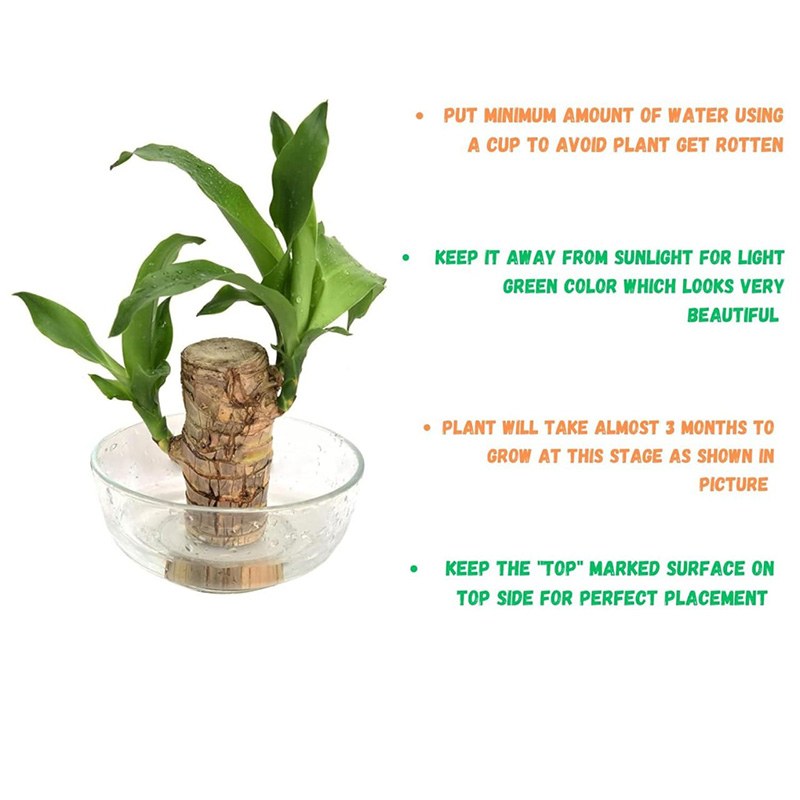 • PUT MINIMUM AMOUNT OF WATER USING
A CUP TO AVOID PLANT GET ROTTEN
• KEEP IT AWAY FROM SUNLIGHT FOR LIGHT
GREEN COLOR WHICH LOOKS VERY
BEAUTIFUL
• PLANT WILL TAKE ALMOST 3 MONTHS TO
GROW AT THIS STAGE AS SHOWN IN
PICTURE
• KEEP THE "TOP" MARKED SURFACE ON
TOP SIDE FOR PERFECT PLACEMENT